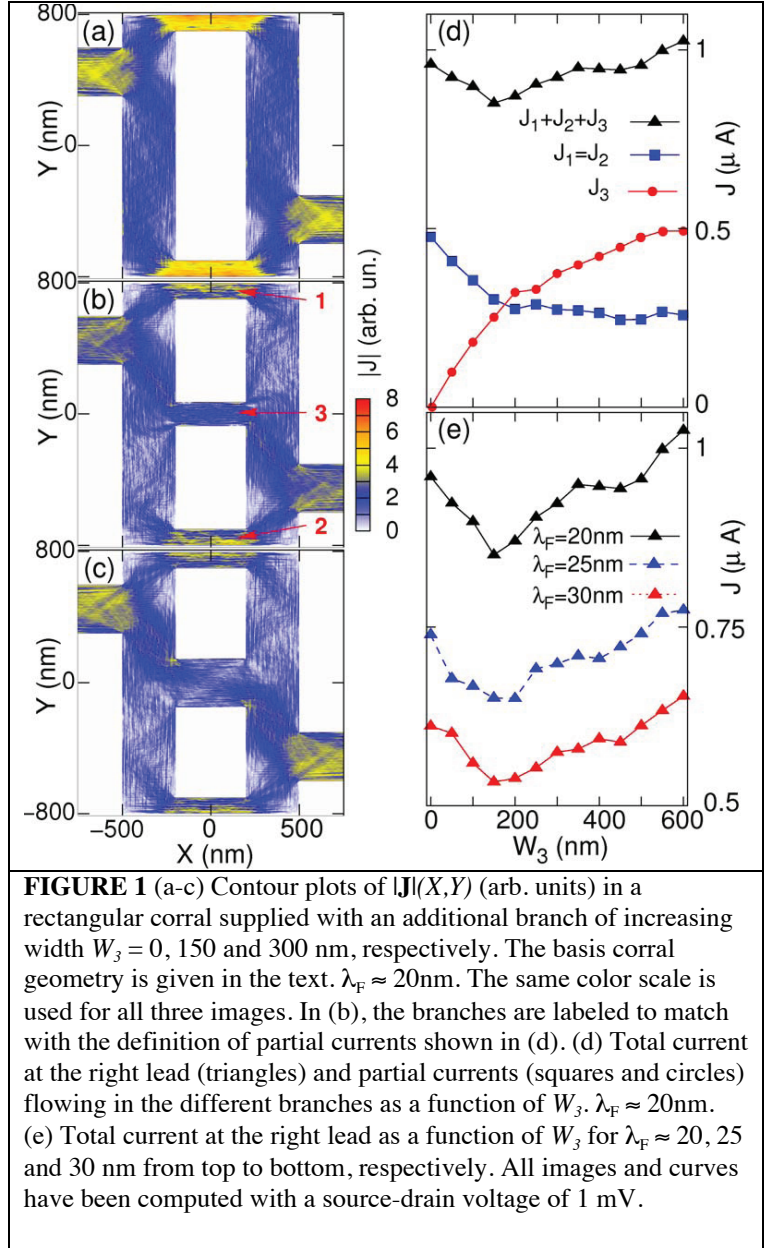 800
(a)
Y (nm)
0
800
(b)
1
Y (nm)
0
3
2
800
(c)
Y (nm)
0
−800
−500
0
500
X (nm)
|J| (arb. un.)
8
6
4
2
0
(d)
1
J₁+J₂+J₃
J₁=J₂
J₃
J (μ A)
0.5
0
(e)
1
λF=20nm
λF=25nm
λF=30nm
J (μ A)
0.75
0.5
0
200
400
600
W₃ (nm)
FIGURE 1 (a-c) Contour plots of |J|(X,Y) (arb. units) in a
rectangular corral supplied with an additional branch of increasing
width W₃ = 0, 150 and 300 nm, respectively. The basis corral
geometry is given in the text. λF ≈ 20nm. The same color scale is
used for all three images. In (b), the branches are labeled to match
with the definition of partial currents shown in (d). (d) Total current
at the right lead (triangles) and partial currents (squares and circles)
flowing in the different branches as a function of W₃. λF ≈ 20nm.
(e) Total current at the right lead as a function of W₃ for λF ≈ 20, 25
and 30 nm from top to bottom, respectively. All images and curves
have been computed with a source-drain voltage of 1 mV.